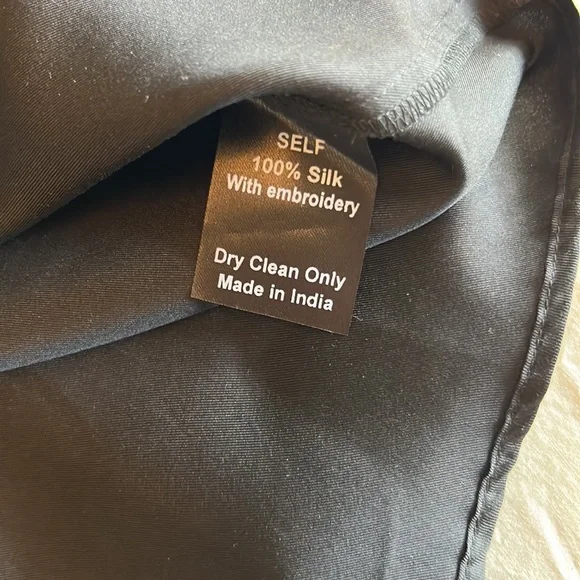 SELF
100% Silk
With embroidery
Dry Clean Only
Made in India